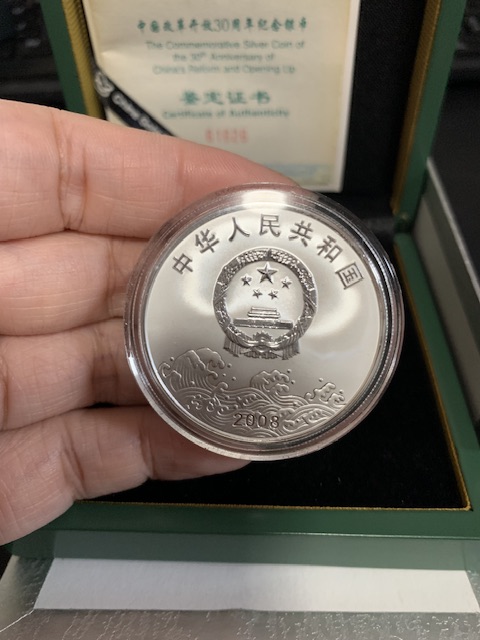 中国改革开放30周年纪念银币
The Commemorative Silver Coin of
the 30th Anniversary of
China's Reform and Opening Up
鉴定证书
Certificate of Authenticity
中华人民共和国
2008